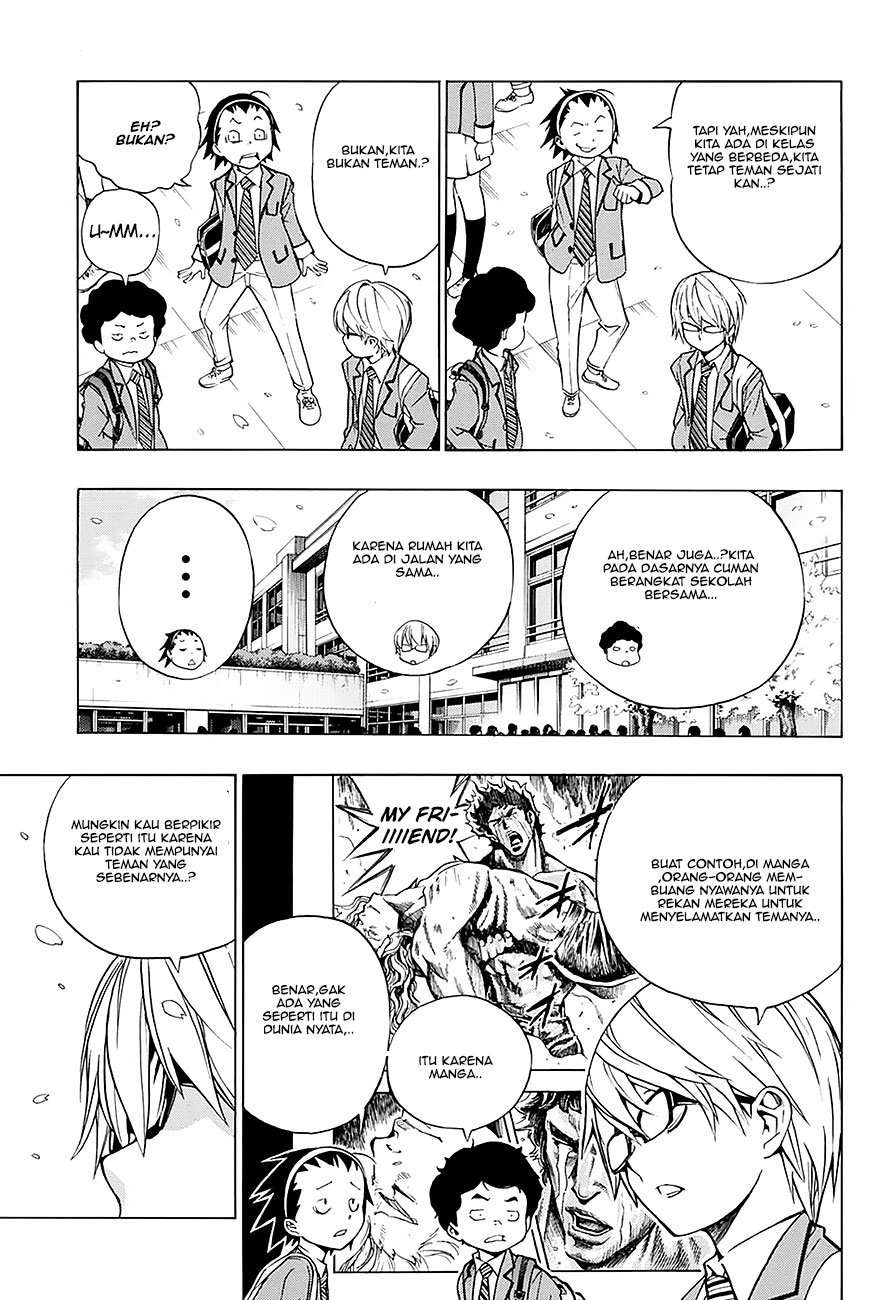 TAPI YAH,MESKIPUN
KITA ADA DI KELAS
YANG BERBEDA,KITA
TETAP TEMAN SEJATI
KAN..?
BUKAN,KITA
BUKAN TEMAN.?
EH?
BUKAN?
U~MM...
AH,BENAR JUGA..?KITA
PADA DASARNYA CUMAN
BERANGKAT SEKOLAH
BERSAMA...
KARENA RUMAH KITA
ADA DI JALAN YANG
SAMA..
...
BUAT CONTOH,DI MANGA
,ORANG-ORANG MEM-
BUANG NYAWANYA UNTUK
REKAN MEREKA UNTUK
MENYELAMATKAN TEMANYA..
MY FRI-
IIIIEND!
ITU KARENA
MANGA..
BENAR,GAK
ADA YANG
SEPERTI ITU DI
DUNIA NYATA,..
MUNGKIN KAU BERPIKIR
SEPERTI ITU KARENA
KAU TIDAK MEMPUNYAI
TEMAN YANG
SEBENARNYA..?